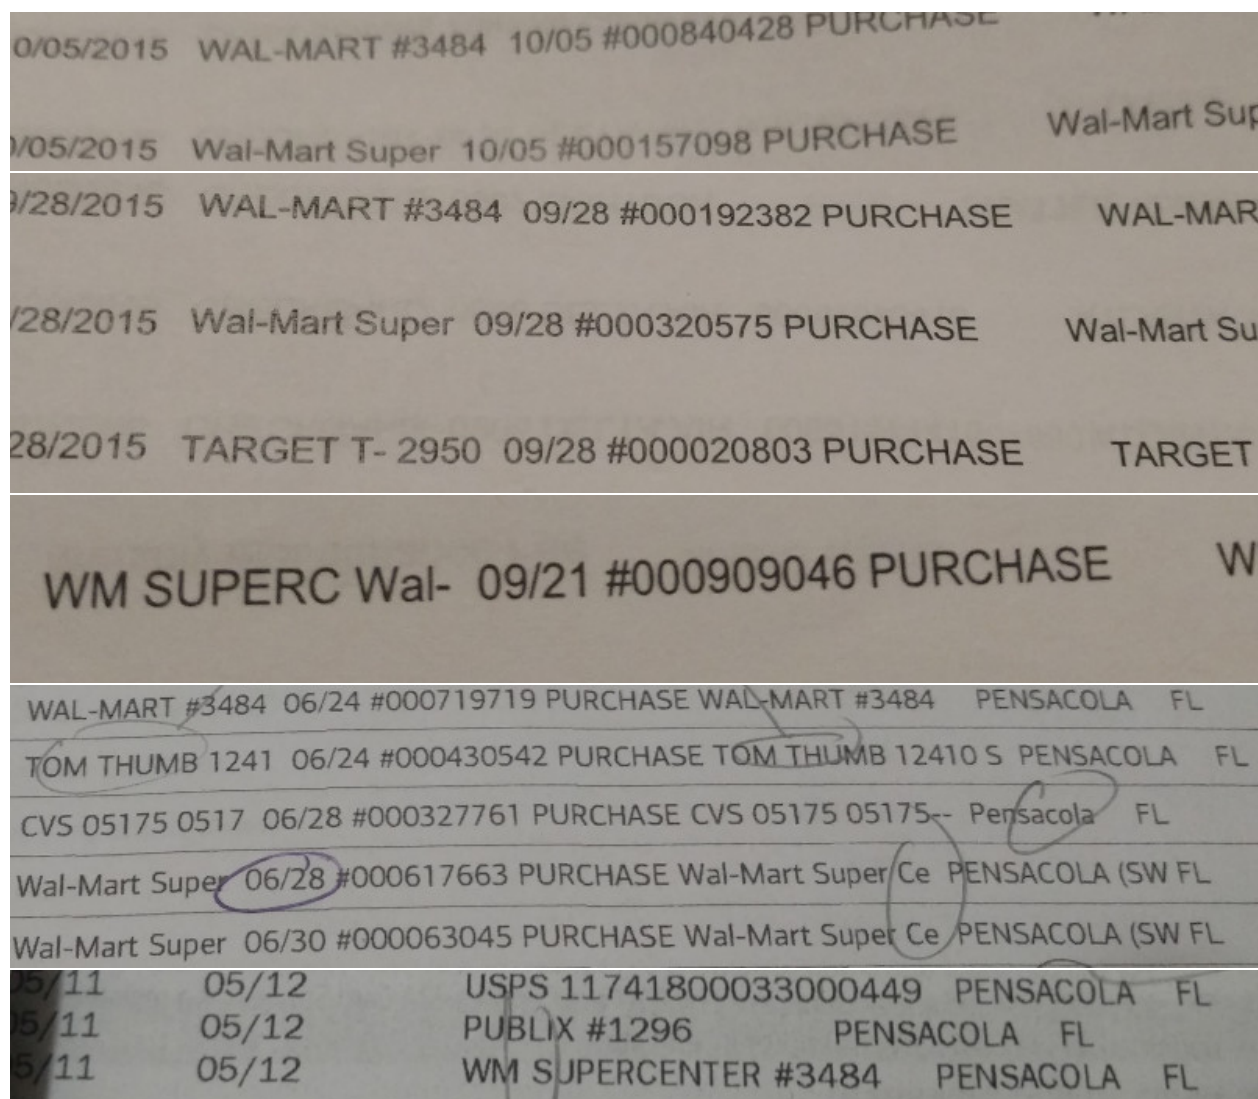 0/05/2015 WAL-MART #3484 10/05 #000840428 PURCHASE
/05/2015 Wal-Mart Super 10/05 #000157098 PURCHASE Wal-Mart Sup
/28/2015 WAL-MART #3484 09/28 #000192382 PURCHASE WAL-MAR
/28/2015 Wal-Mart Super 09/28 #000320575 PURCHASE Wal-Mart Su
28/2015 TARGET T- 2950 09/28 #000020803 PURCHASE TARGET
WM SUPERC Wal- 09/21 #000909046 PURCHASE W
WAL-MART #3484 06/24 #000719719 PURCHASE WAL-MART #3484 PENSACOLA FL
TOM THUMB 1241 06/24 #000430542 PURCHASE TOM THUMB 12410 S PENSACOLA FL
CVS 05175 0517 06/28 #000327761 PURCHASE CVS 05175 05175-- Pensacola FL
Wal-Mart Super 06/28 #000617663 PURCHASE Wal-Mart Super Ce PENSACOLA (SW FL
Wal-Mart Super 06/30 #000063045 PURCHASE Wal-Mart Super Ce PENSACOLA (SW FL
05/11 05/12 USPS 11741800033000449 PENSACOLA FL
05/11 05/12 PUBLIX #1296 PENSACOLA FL
5/11 05/12 WM SUPERCENTER #3484 PENSACOLA FL